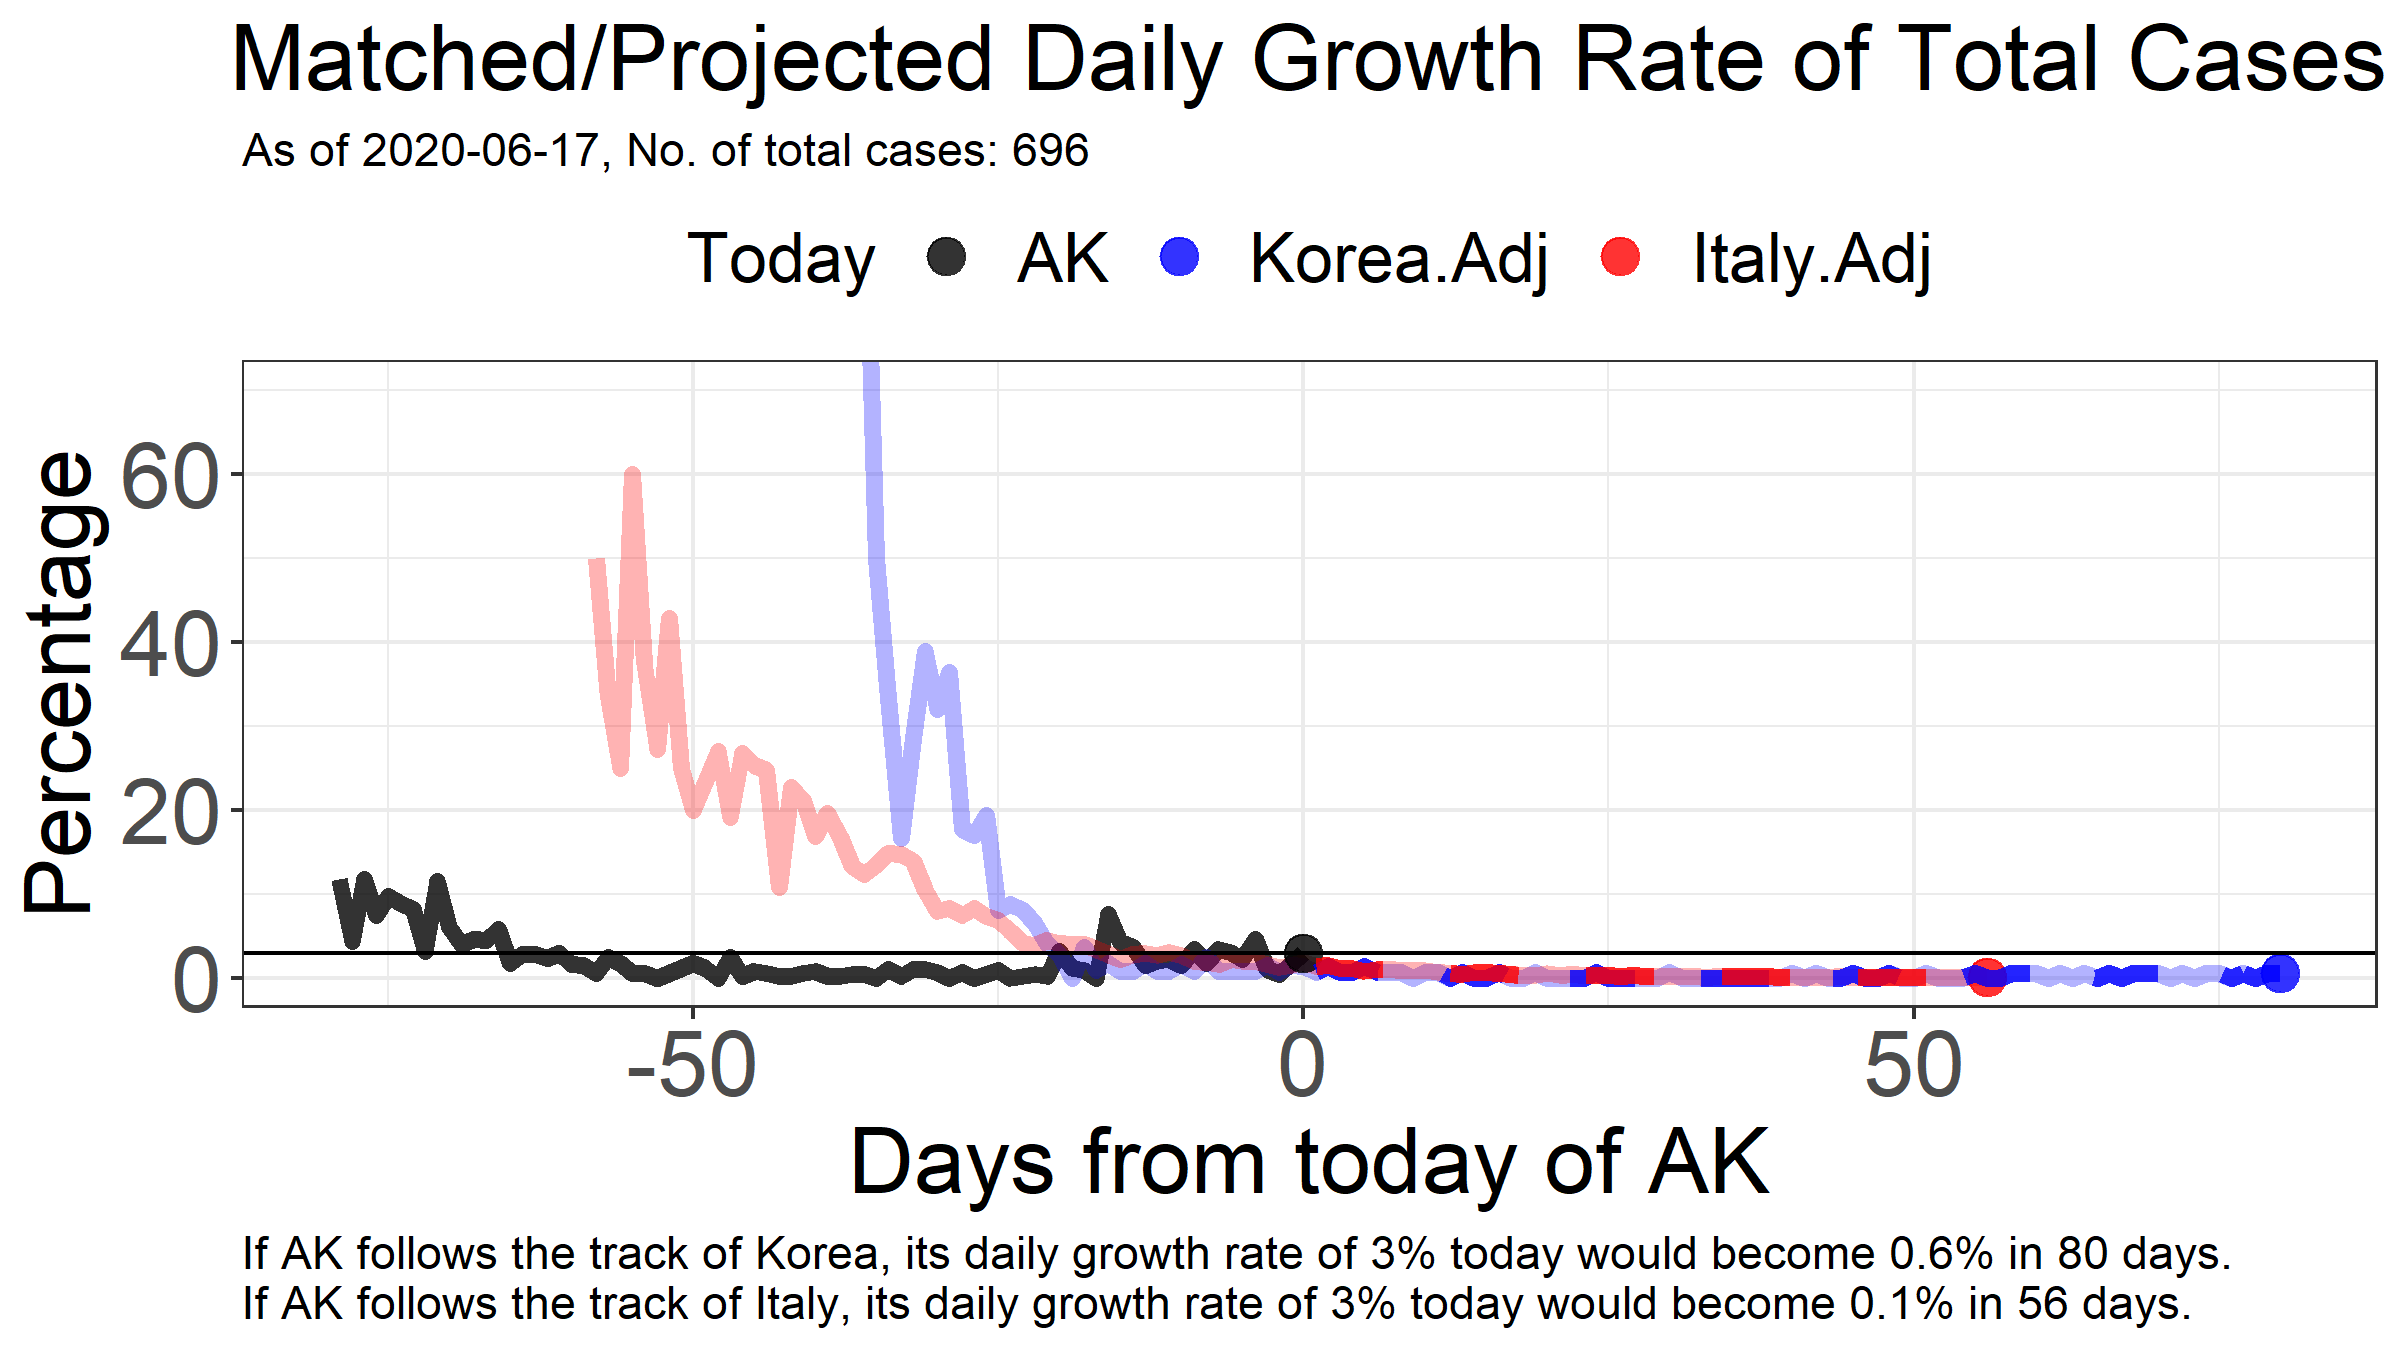 Matched/Projected Daily Growth Rate of Total Cases
As of 2020-06-17, No. of total cases: 696
Today AK Korea.Adj Italy.Adj
Percentage
60
40
20
0
-50 0 50
Days from today of AK
If AK follows the track of Korea, its daily growth rate of 3% today would become 0.6% in 80 days.
If AK follows the track of Italy, its daily growth rate of 3% today would become 0.1% in 56 days.